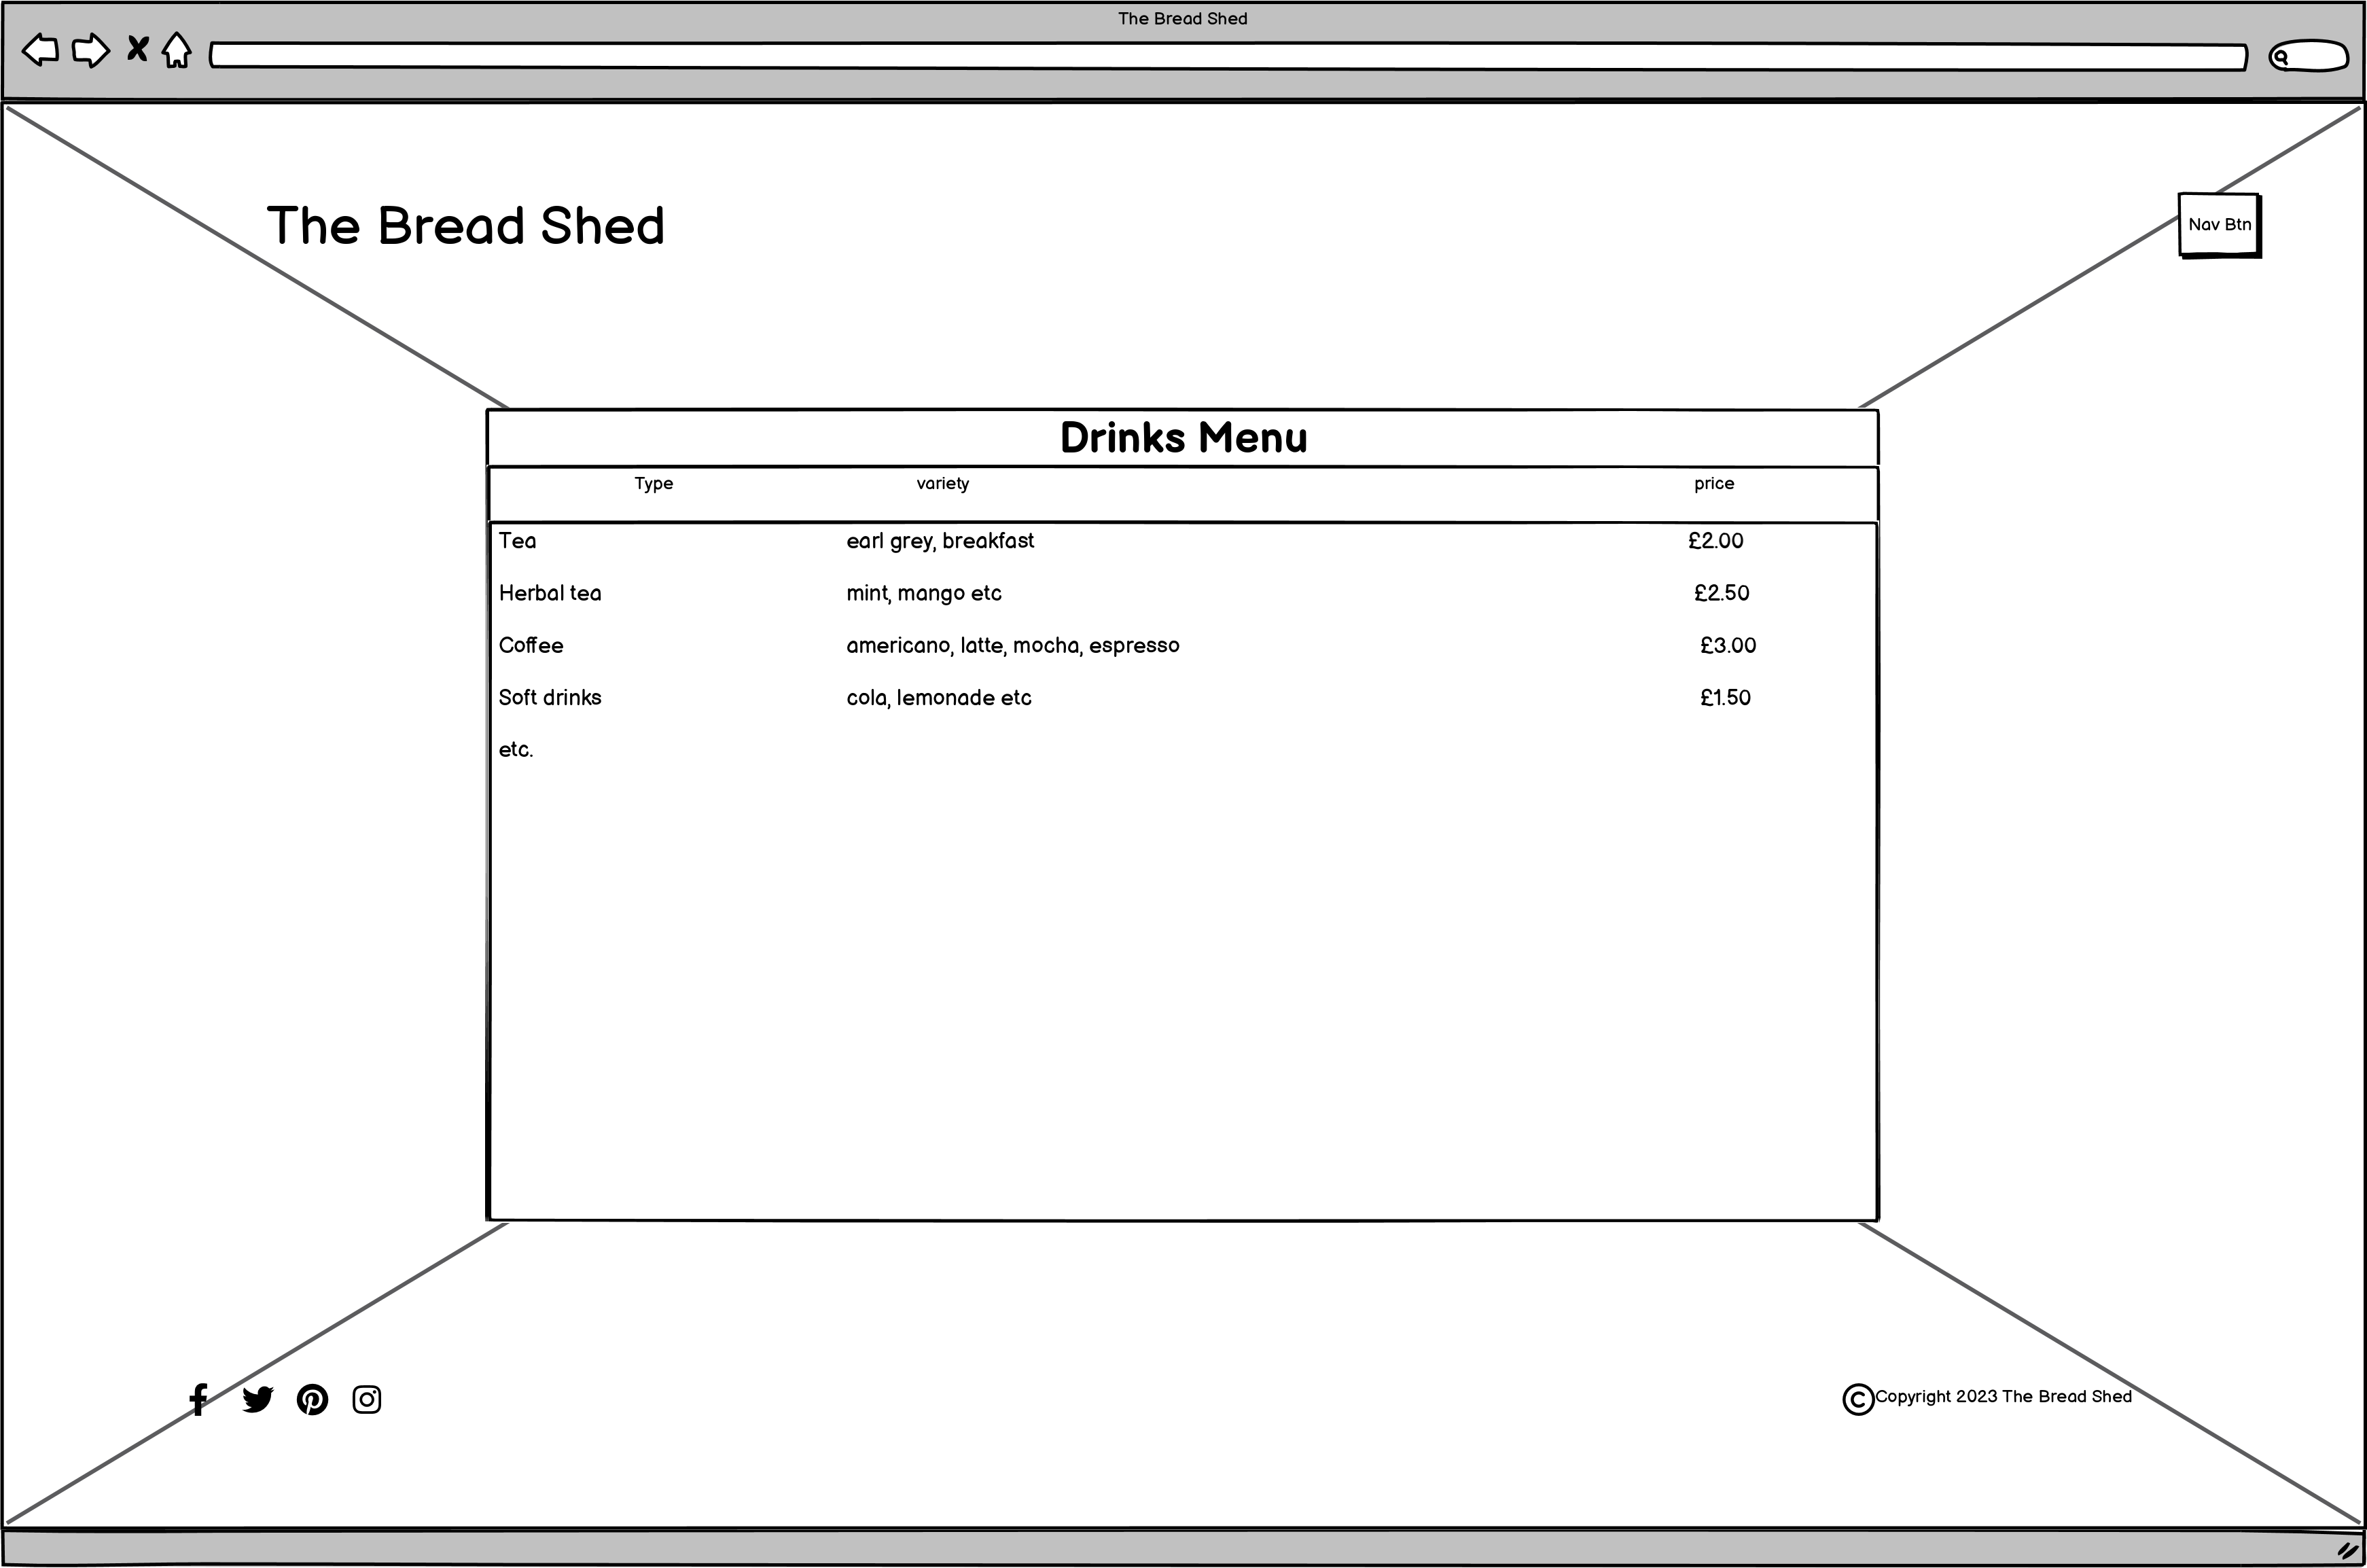 The Bread Shed
The Bread Shed
Nav Btn
Drinks Menu
Type variety price
Tea earl grey, breakfast £2.00
Herbal tea mint, mango etc £2.50
Coffee americano, latte, mocha, espresso £3.00
Soft drinks cola, lemonade etc £1.50
etc.
©Copyright 2023 The Bread Shed